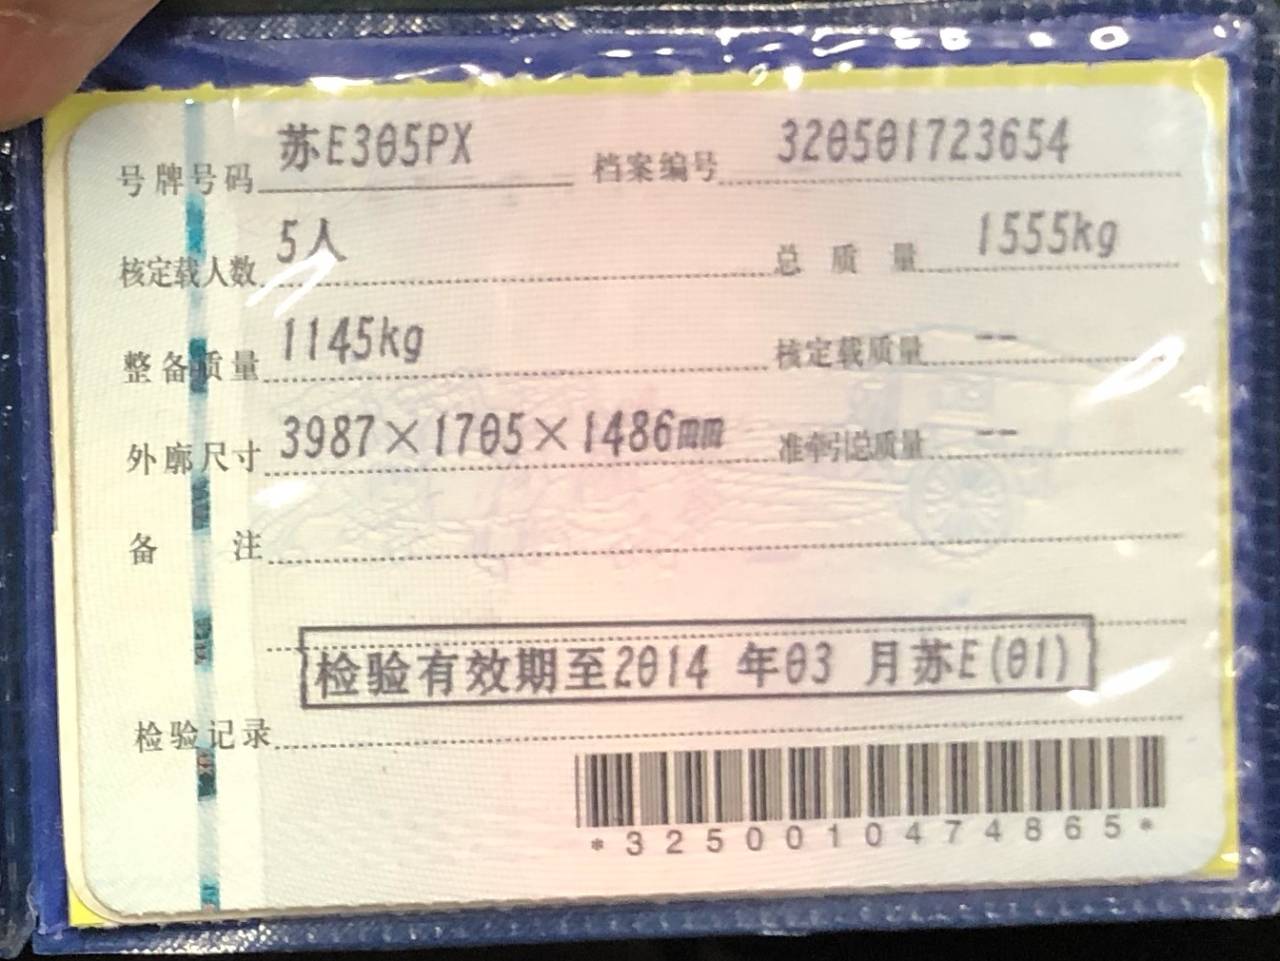 号牌号码 苏E305PX 档案编号 320501723654
核定载人数 5人 总质量 1555kg
整备质量 1145kg 核定载质量 --
外廓尺寸 3987×1705×1486mm 准牵引总质量 --
备注
检验有效期至2014 年03 月苏E(01)
检验记录
*3250010474865*